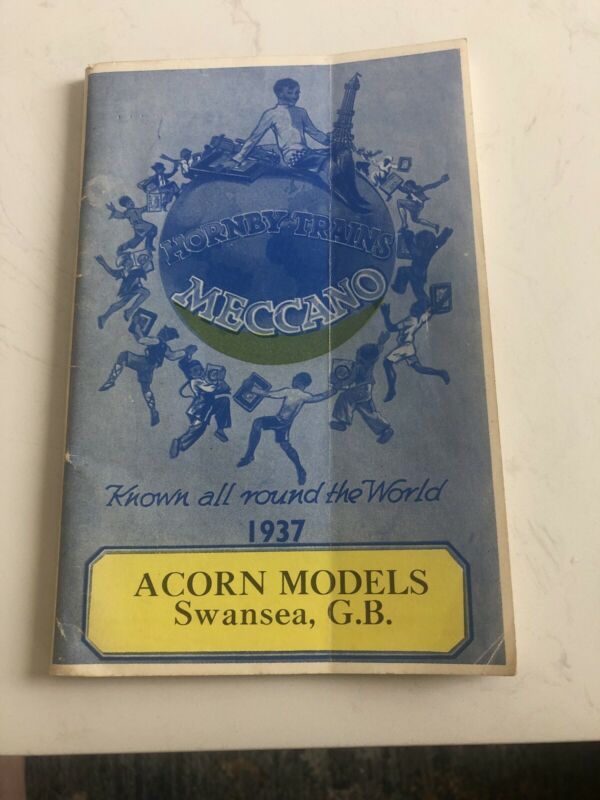 HORNBY TRAINS
MECCANO
Known all round the World
1937
ACORN MODELS
Swansea, G.B.